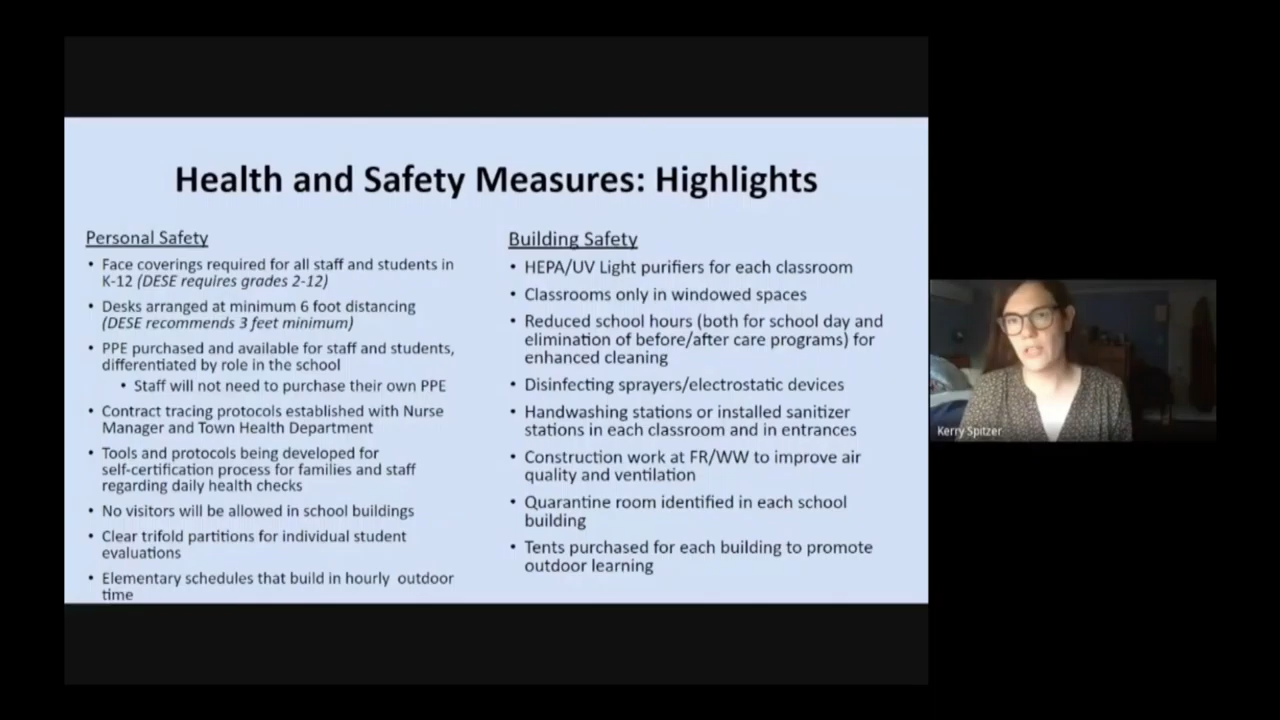 Health and Safety Measures: Highlights
Personal Safety
• Face coverings required for all staff and students in
K-12 (DESE requires grades 2-12)
• Desks arranged at minimum 6 foot distancing
(DESE recommends 3 feet minimum)
• PPE purchased and available for staff and students,
differentiated by role in the school
• Staff will not need to purchase their own PPE
• Contract tracing protocols established with Nurse
Manager and Town Health Department
• Tools and protocols being developed for
self-certification process for families and staff
regarding daily health checks
• No visitors will be allowed in school buildings
• Clear trifold partitions for individual student
evaluations
• Elementary schedules that build in hourly outdoor
time
Building Safety
• HEPA/UV Light purifiers for each classroom
• Classrooms only in windowed spaces
• Reduced school hours (both for school day and
elimination of before/after care programs) for
enhanced cleaning
• Disinfecting sprayers/electrostatic devices
• Handwashing stations or installed sanitizer
stations in each classroom and in entrances
• Construction work at FR/WW to improve air
quality and ventilation
• Quarantine room identified in each school
building
• Tents purchased for each building to promote
outdoor learning
Kerry Spitzer